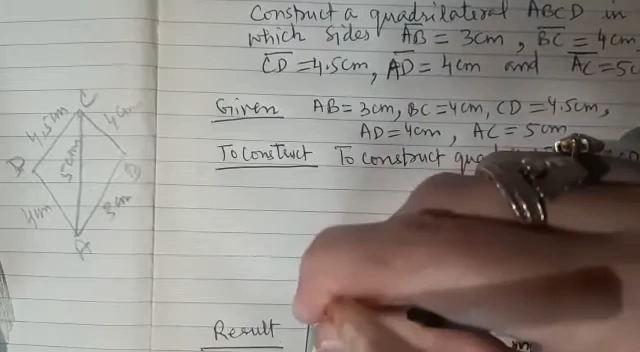 Construct a quadrilateral ABCD in
which sides AB = 3cm, BC = 4cm
CD = 4.5cm, AD = 4cm and AC = 5c
Given AB = 3cm, BC = 4cm, CD = 4.5cm,
AD = 4cm, AC = 5cm
To construct To construct
Result
C
4.5cm
4cm
5cm
D
B
4cm
3cm
A